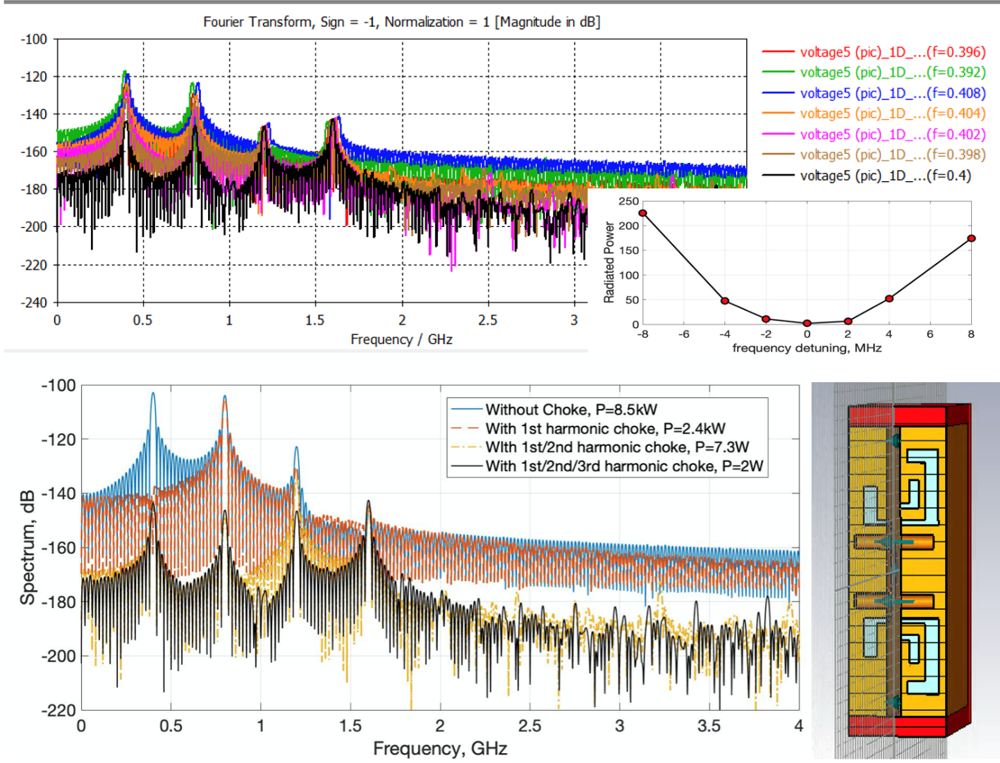 Fourier Transform, Sign = -1, Normalization = 1 [Magnitude in dB]
-100
-120
-140
-160
-180
-200
-220
-240
0 0.5 1 1.5 2 2.5 3
Frequency / GHz
voltage5 (pic)_1D_...(f=0.396)
voltage5 (pic)_1D_...(f=0.392)
voltage5 (pic)_1D_...(f=0.408)
voltage5 (pic)_1D_...(f=0.404)
voltage5 (pic)_1D_...(f=0.402)
voltage5 (pic)_1D_...(f=0.398)
voltage5 (pic)_1D_...(f=0.4)
Radiated Power
250
200
150
100
50
0
-8 -6 -4 -2 0 2 4 6 8
frequency detuning, MHz
Spectrum, dB
-100
-120
-140
-160
-180
-200
-220
0 0.5 1 1.5 2 2.5 3 3.5 4
Frequency, GHz
Without Choke, P=8.5kW
With 1st harmonic choke, P=2.4kW
WIth 1st/2nd harmonic choke, P=7.3W
With 1st/2nd/3rd harmonic choke, P=2W